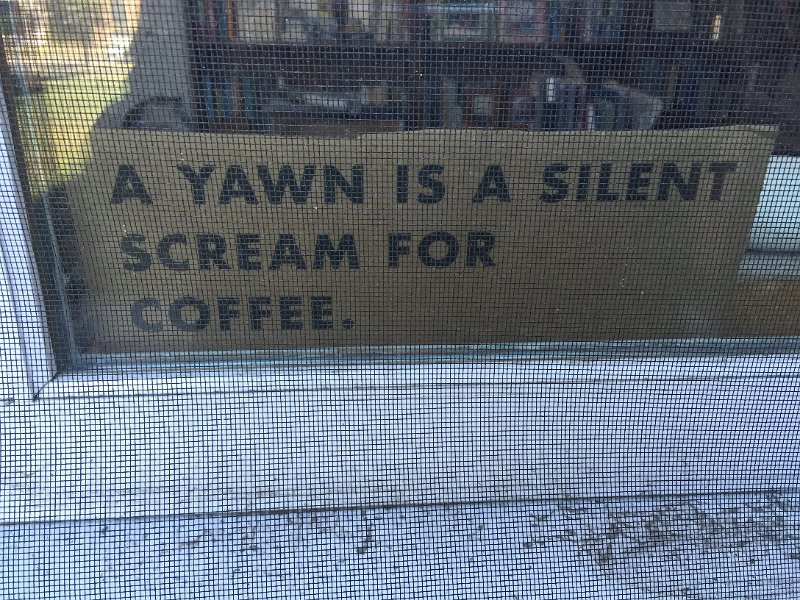 A YAWN IS A SILENT
SCREAM FOR
COFFEE.